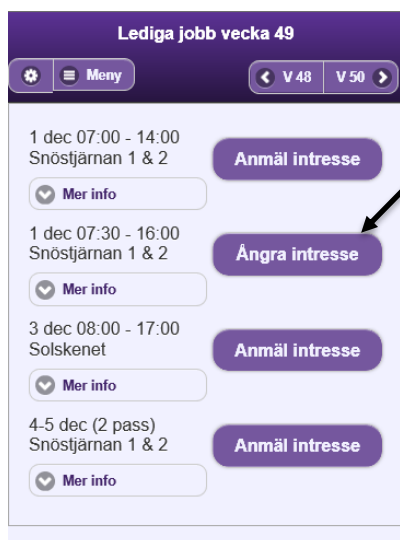 Lediga jobb vecka 49
Meny
V 48
V 50
1 dec 07:00 - 14:00
Snöstjärnan 1 & 2
Anmäl intresse
Mer info
1 dec 07:30 - 16:00
Snöstjärnan 1 & 2
Ångra intresse
Mer info
3 dec 08:00 - 17:00
Solskenet
Anmäl intresse
Mer info
4-5 dec (2 pass)
Snöstjärnan 1 & 2
Anmäl intresse
Mer info